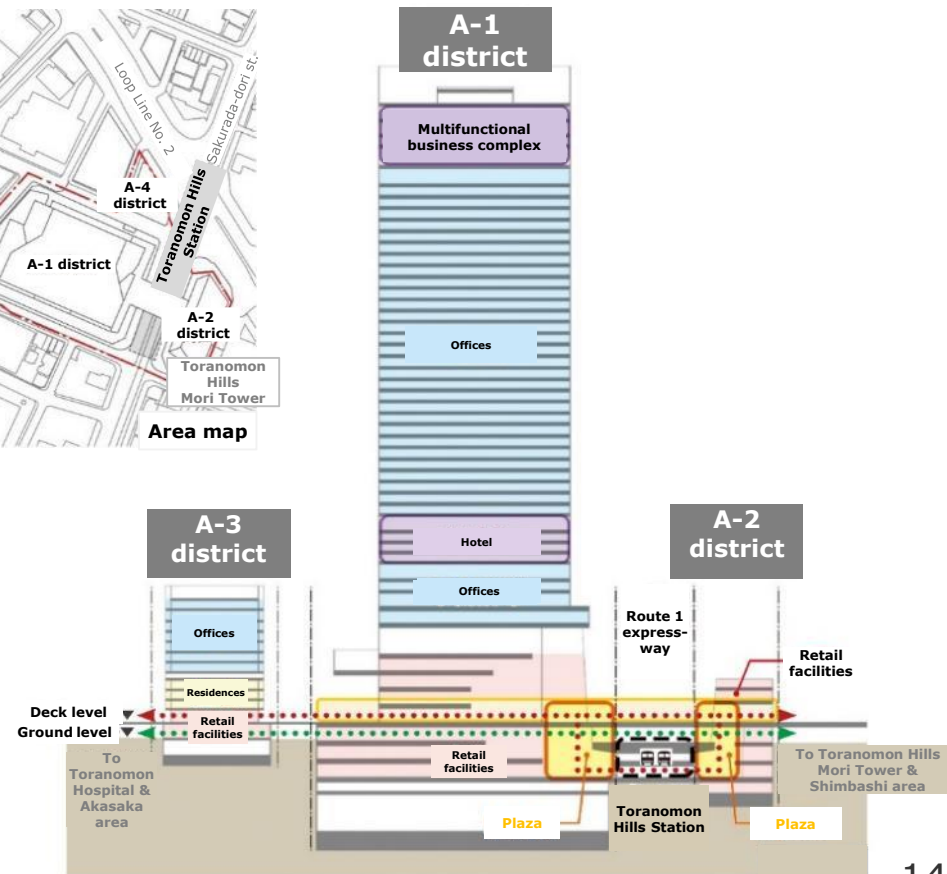 A-1
district
Loop Line No. 2
Sakurada-dori st.
A-4
district
Toranomon Hills
Station
A-1 district
A-2
district
Toranomon
Hills
Mori Tower
Area map
Multifunctional
business complex
Offices
Hotel
Offices
A-3
district
A-2
district
Offices
Residences
Retail
facilities
Route 1
express-
way
Retail
facilities
Deck level
Ground level
Retail
facilities
To
Toranomon
Hospital &
Akasaka
area
To Toranomon Hills
Mori Tower &
Shimbashi area
Plaza
Toranomon
Hills Station
Plaza
14